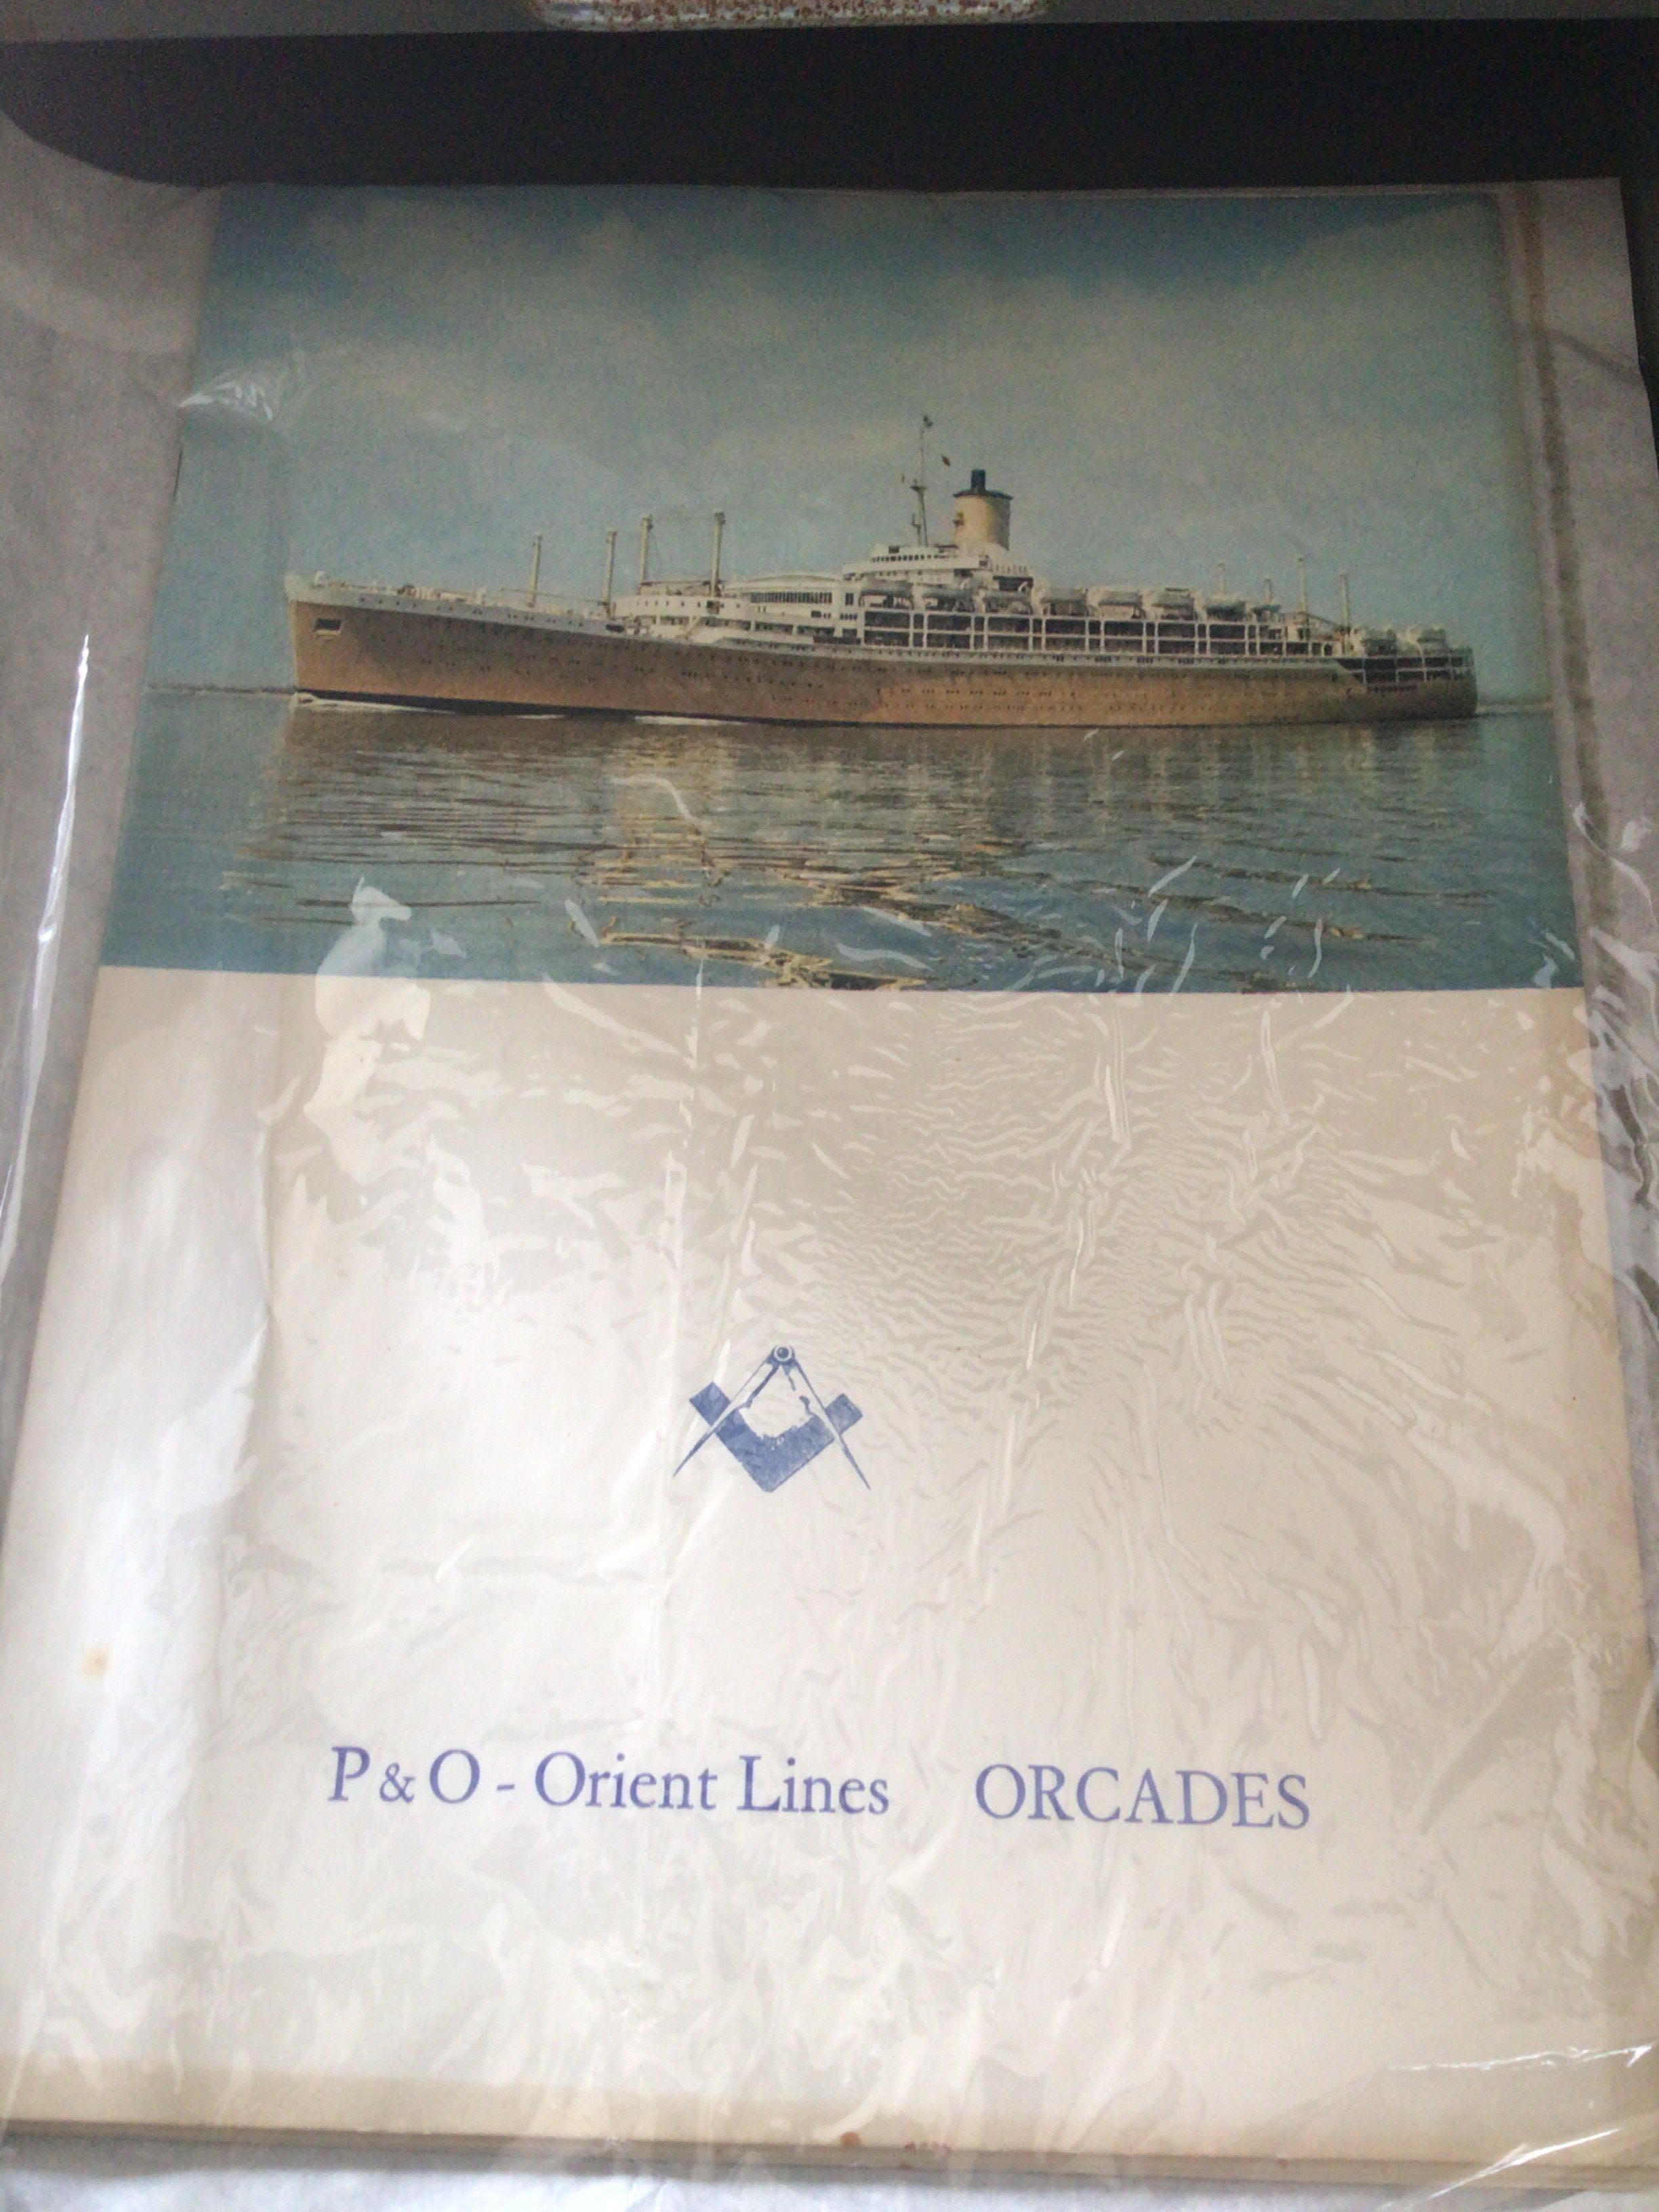 P & O - Orient Lines ORCADES